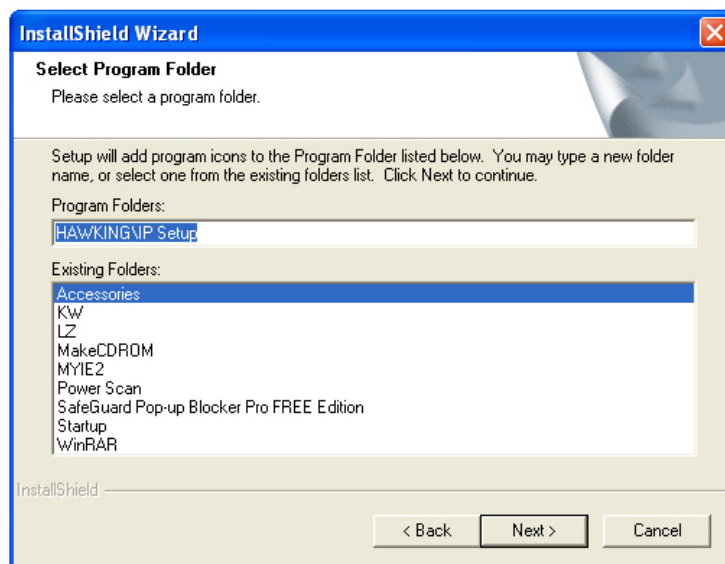 InstallShield Wizard
Select Program Folder
Please select a program folder.
Setup will add program icons to the Program Folder listed below. You may type a new folder
name, or select one from the existing folders list. Click Next to continue.
Program Folders:
HAWKING\IP Setup
Existing Folders:
Accessories
KW
LZ
MakeCDROM
MYIE2
Power Scan
SafeGuard Pop-up Blocker Pro FREE Edition
Startup
WinRAR
InstallShield
< Back Next > Cancel